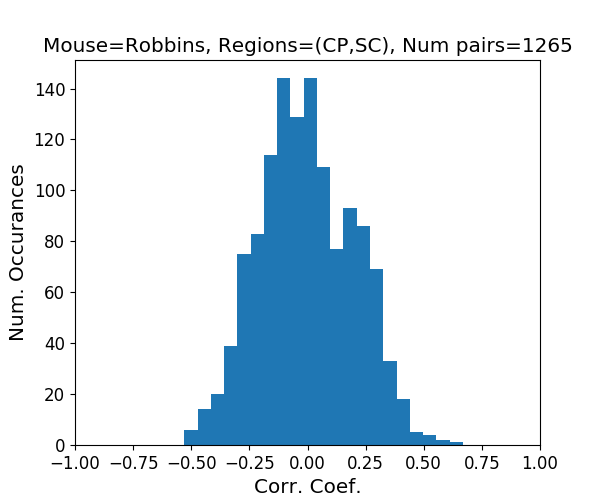 Mouse=Robbins, Regions=(CP,SC), Num pairs=1265
140
120
100
80
60
40
20
0
Num. Occurances
−1.00 −0.75 −0.50 −0.25 0.00 0.25 0.50 0.75 1.00
Corr. Coef.